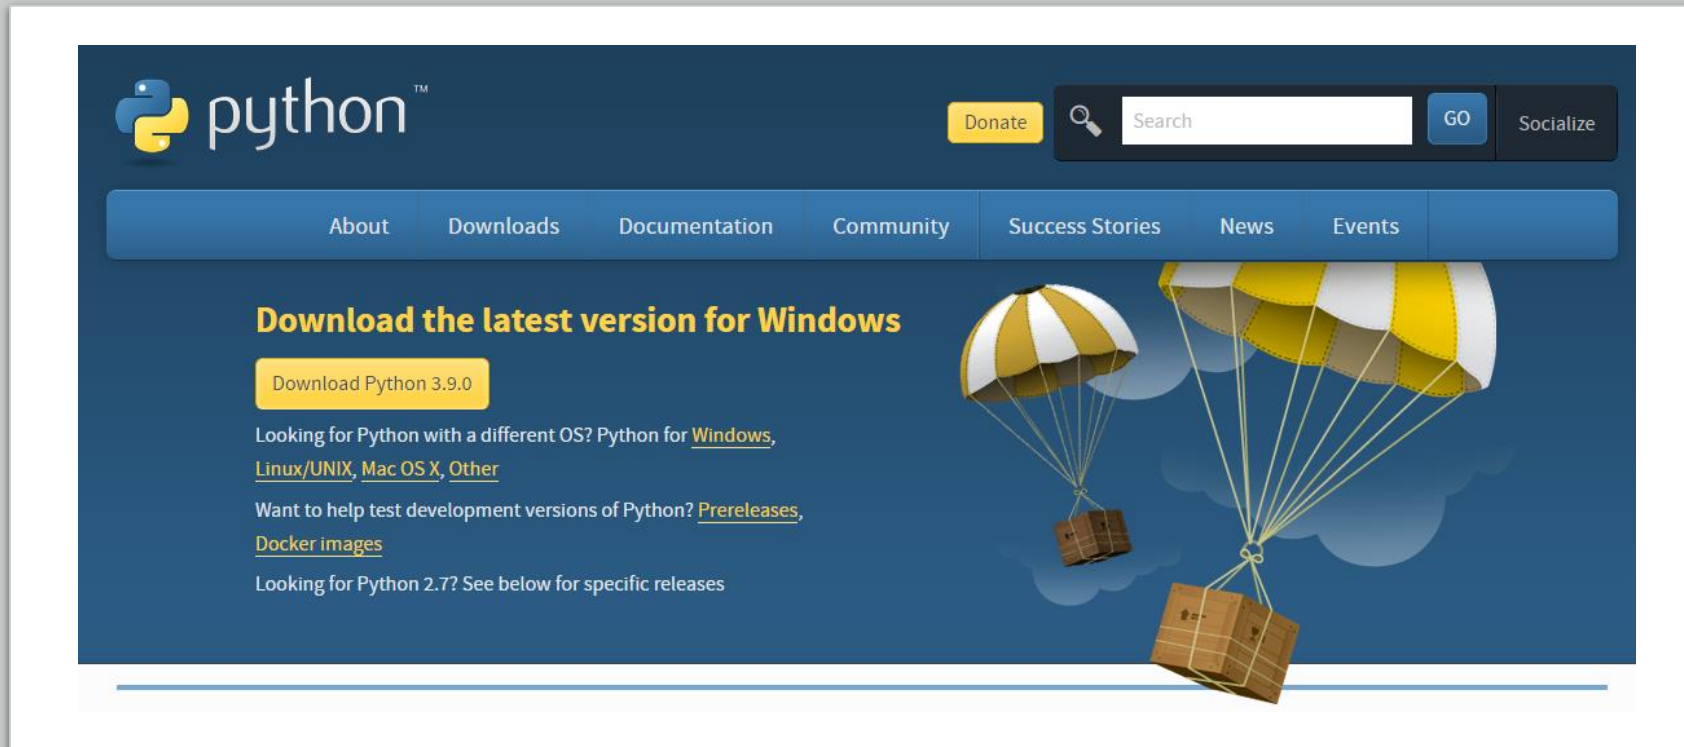 python™
Donate
Search
GO
Socialize
About Downloads Documentation Community Success Stories News Events
Download the latest version for Windows
Download Python 3.9.0
Looking for Python with a different OS? Python for Windows,
Linux/UNIX, Mac OS X, Other
Want to help test development versions of Python? Prereleases,
Docker images
Looking for Python 2.7? See below for specific releases